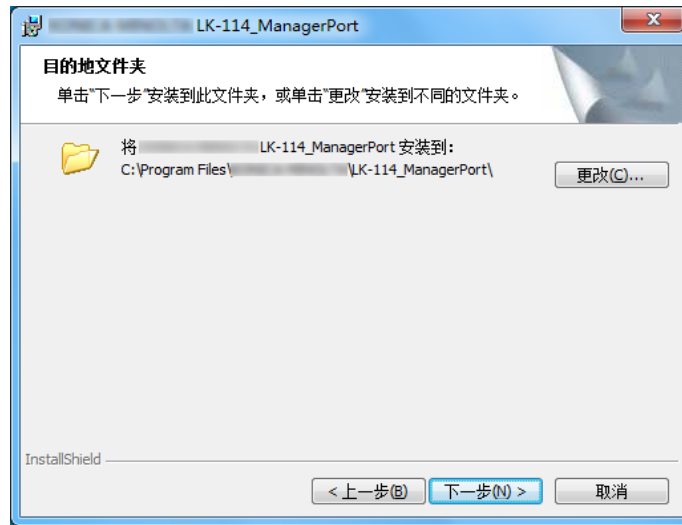 LK-114_ManagerPort
目的地文件夹
单击“下一步”安装到此文件夹，或单击“更改”安装到不同的文件夹。
将 LK-114_ManagerPort 安装到:
C:\Program Files\ \LK-114_ManagerPort\
更改(C)...
InstallShield
< 上一步(B)
下一步(N) >
取消